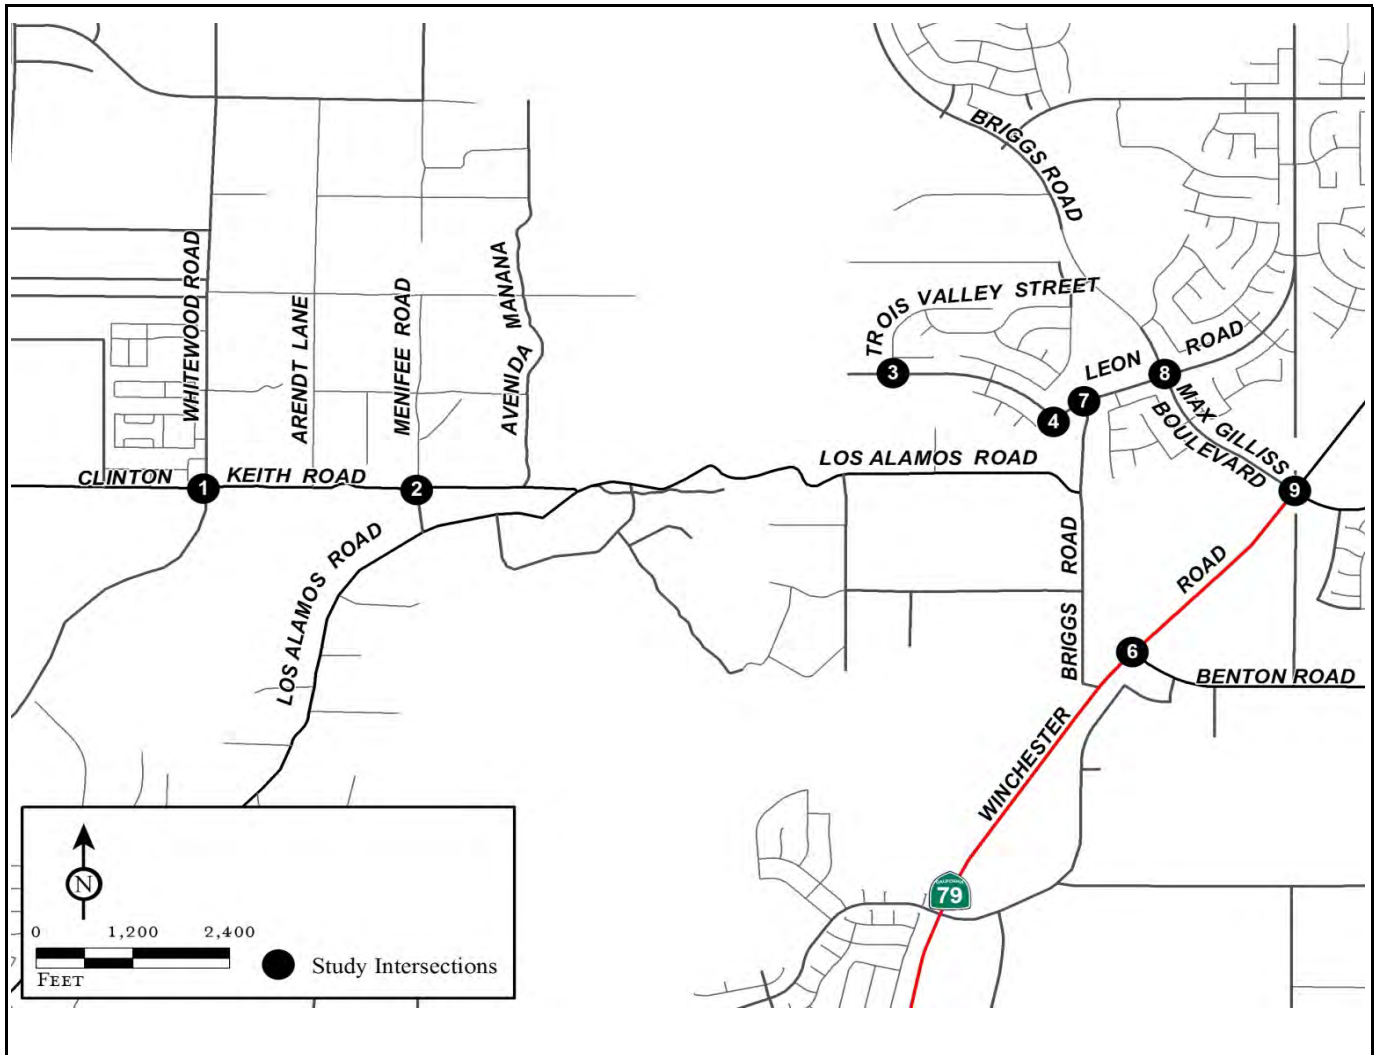 BRIGGS ROAD
WHITEWOOD ROAD
ARENDT LANE
MENIFEE ROAD
AVENIDA MANANA
TROIS VALLEY STREET
3
LEON ROAD
8
7
4
MAX GILLISS
BOULEVARD
CLINTON KEITH ROAD
1
2
LOS ALAMOS ROAD
9
LOS ALAMOS ROAD
BRIGGS ROAD
WINCHESTER ROAD
6
BENTON ROAD
CALIFORNIA
79
N
0 1,200 2,400
FEET
Study Intersections